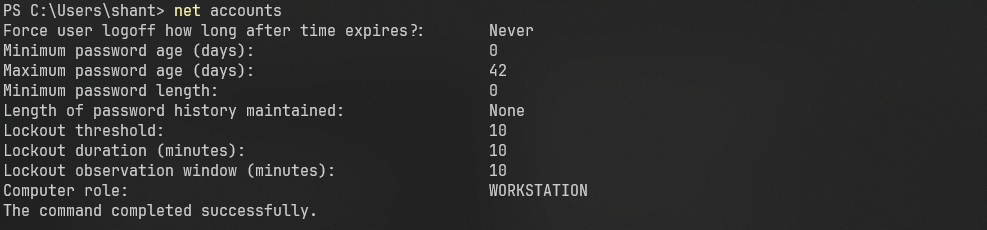 PS C:\Users\shant> net accounts
Force user logoff how long after time expires?: Never
Minimum password age (days): 0
Maximum password age (days): 42
Minimum password length: 0
Length of password history maintained: None
Lockout threshold: 10
Lockout duration (minutes): 10
Lockout observation window (minutes): 10
Computer role: WORKSTATION
The command completed successfully.